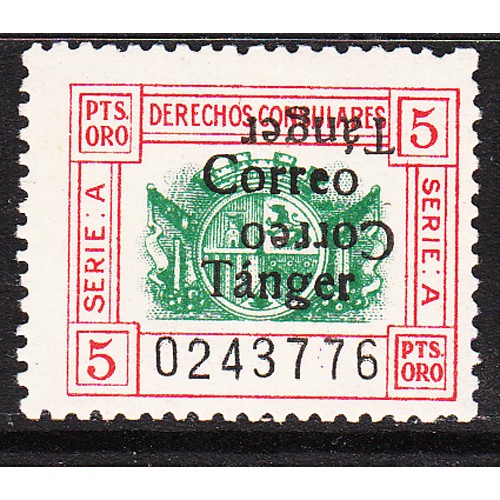 PTS. ORO
DERECHOS CONSULARES
5
Tánger
Correo
Correo
Tánger
SERIE: A
SERIE: A
5
0243776
PTS. ORO